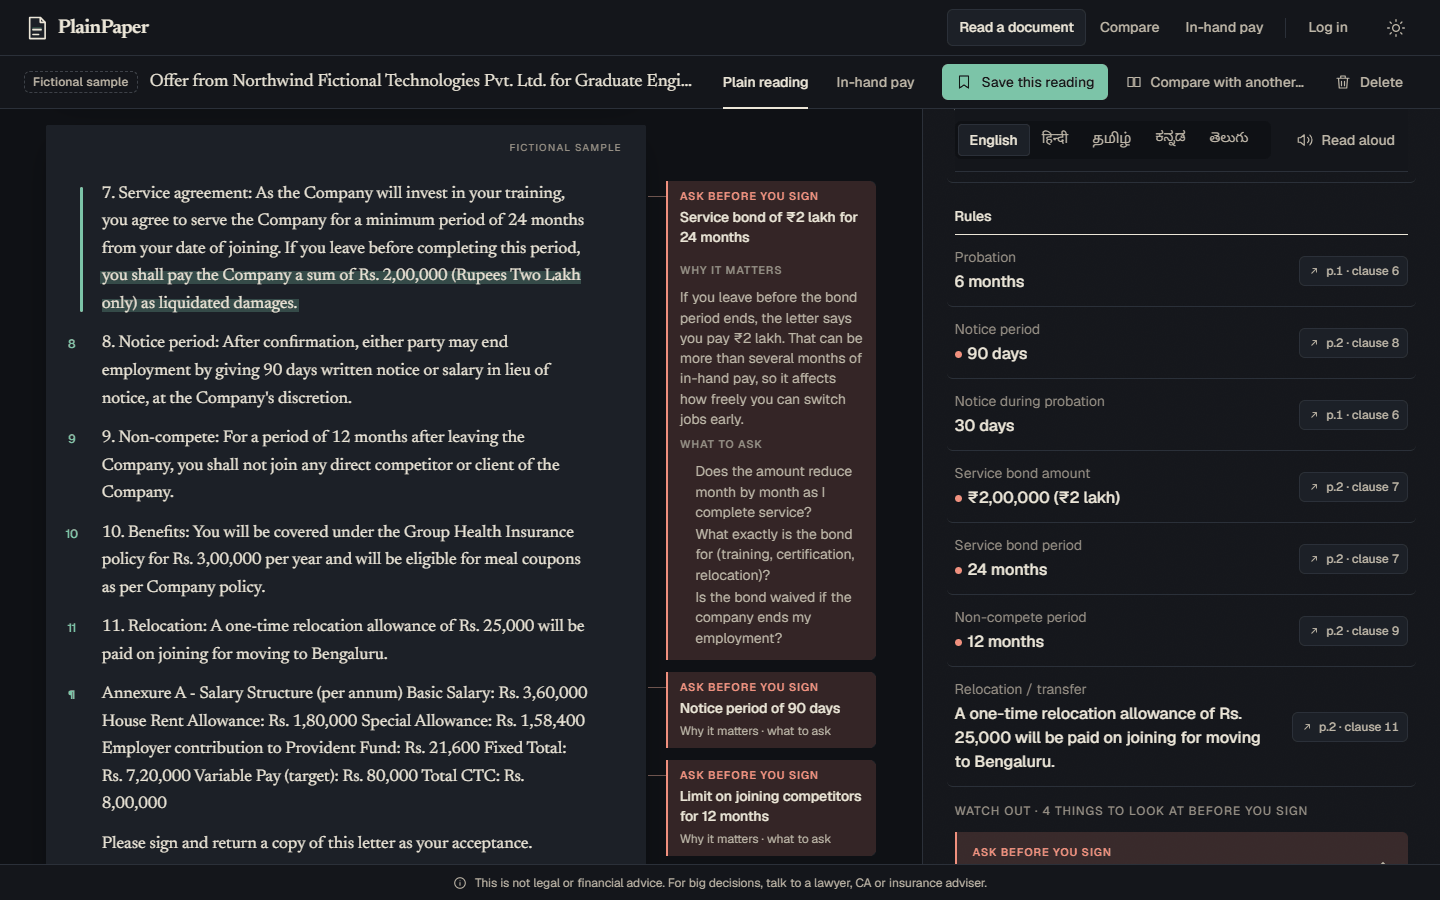 PlainPaper
Read a document
Compare
In-hand pay
Log in
Fictional sample
Offer from Northwind Fictional Technologies Pvt. Ltd. for Graduate Engi...
Plain reading
In-hand pay
Save this reading
Compare with another...
Delete
FICTIONAL SAMPLE
7. Service agreement: As the Company will invest in your training,
you agree to serve the Company for a minimum period of 24 months
from your date of joining. If you leave before completing this period,
you shall pay the Company a sum of Rs. 2,00,000 (Rupees Two Lakh
only) as liquidated damages.
8
8. Notice period: After confirmation, either party may end
employment by giving 90 days written notice or salary in lieu of
notice, at the Company's discretion.
9
9. Non-compete: For a period of 12 months after leaving the
Company, you shall not join any direct competitor or client of the
Company.
10
10. Benefits: You will be covered under the Group Health Insurance
policy for Rs. 3,00,000 per year and will be eligible for meal coupons
as per Company policy.
11
11. Relocation: A one-time relocation allowance of Rs. 25,000 will be
paid on joining for moving to Bengaluru.
¶
Annexure A - Salary Structure (per annum) Basic Salary: Rs. 3,60,000
House Rent Allowance: Rs. 1,80,000 Special Allowance: Rs. 1,58,400
Employer contribution to Provident Fund: Rs. 21,600 Fixed Total:
Rs. 7,20,000 Variable Pay (target): Rs. 80,000 Total CTC: Rs.
8,00,000
Please sign and return a copy of this letter as your acceptance.
ASK BEFORE YOU SIGN
Service bond of ₹2 lakh for
24 months
WHY IT MATTERS
If you leave before the bond
period ends, the letter says
you pay ₹2 lakh. That can be
more than several months of
in-hand pay, so it affects
how freely you can switch
jobs early.
WHAT TO ASK
Does the amount reduce
month by month as I
complete service?
What exactly is the bond
for (training, certification,
relocation)?
Is the bond waived if the
company ends my
employment?
ASK BEFORE YOU SIGN
Notice period of 90 days
Why it matters · what to ask
ASK BEFORE YOU SIGN
Limit on joining competitors
for 12 months
Why it matters · what to ask
English
हिन्दी
தமிழ்
ಕನ್ನಡ
తెలుగు
Read aloud
Rules
Probation
6 months
↗ p.1 · clause 6
Notice period
90 days
↗ p.2 · clause 8
Notice during probation
30 days
↗ p.1 · clause 6
Service bond amount
₹2,00,000 (₹2 lakh)
↗ p.2 · clause 7
Service bond period
24 months
↗ p.2 · clause 7
Non-compete period
12 months
↗ p.2 · clause 9
Relocation / transfer
A one-time relocation allowance of Rs.
25,000 will be paid on joining for moving
to Bengaluru.
↗ p.2 · clause 11
WATCH OUT · 4 THINGS TO LOOK AT BEFORE YOU SIGN
ASK BEFORE YOU SIGN
This is not legal or financial advice. For big decisions, talk to a lawyer, CA or insurance adviser.